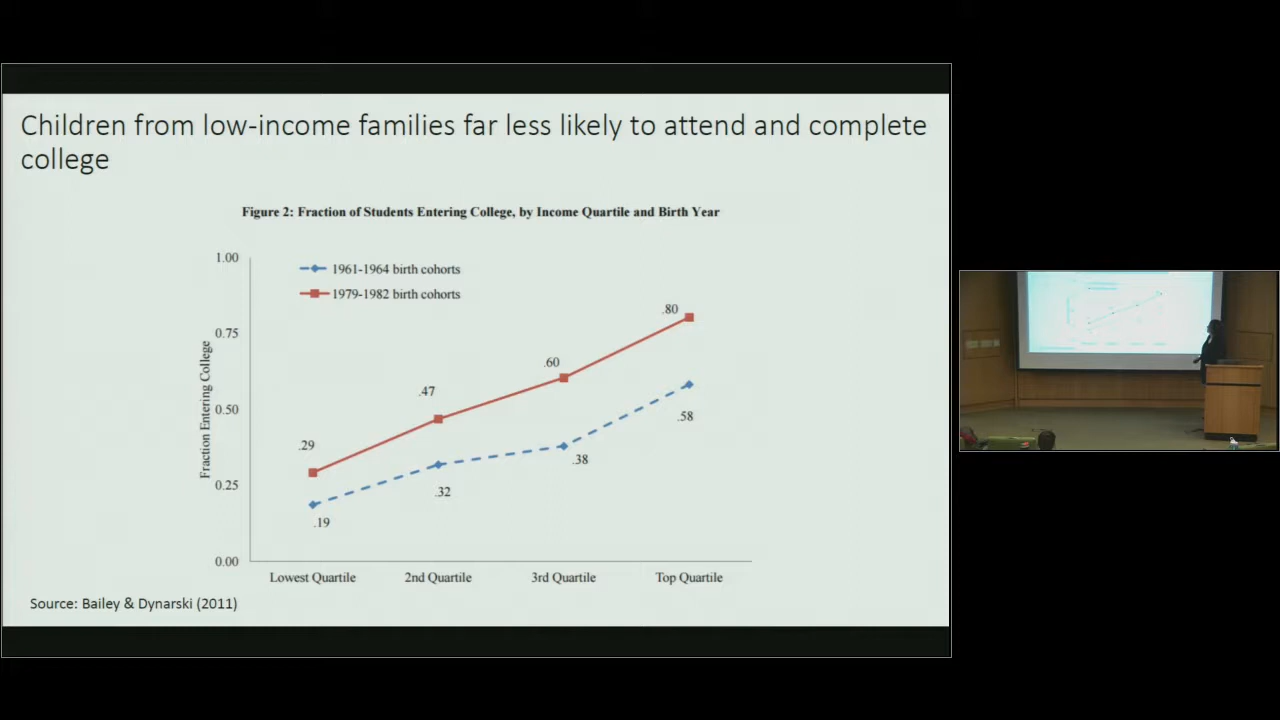 Children from low-income families far less likely to attend and complete
college
Figure 2: Fraction of Students Entering College, by Income Quartile and Birth Year
1.00
0.75
0.50
0.25
0.00
Fraction Entering College
1961-1964 birth cohorts
1979-1982 birth cohorts
.29
.47
.60
.80
.19
.32
.38
.58
Lowest Quartile
2nd Quartile
3rd Quartile
Top Quartile
Source: Bailey & Dynarski (2011)